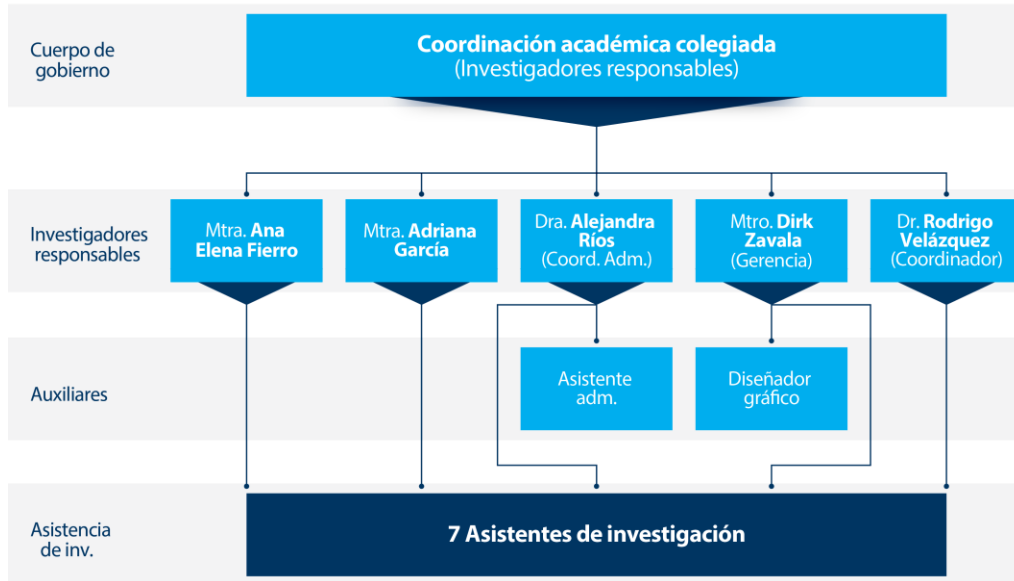 Cuerpo de
gobierno
Coordinación académica colegiada
(Investigadores responsables)
Investigadores
responsables
Mtra. Ana
Elena Fierro
Mtra. Adriana
García
Dra. Alejandra
Ríos
(Coord. Adm.)
Mtro. Dirk
Zavala
(Gerencia)
Dr. Rodrigo
Velázquez
(Coordinador)
Auxiliares
Asistente
adm.
Diseñador
gráfico
Asistencia
de inv.
7 Asistentes de investigación